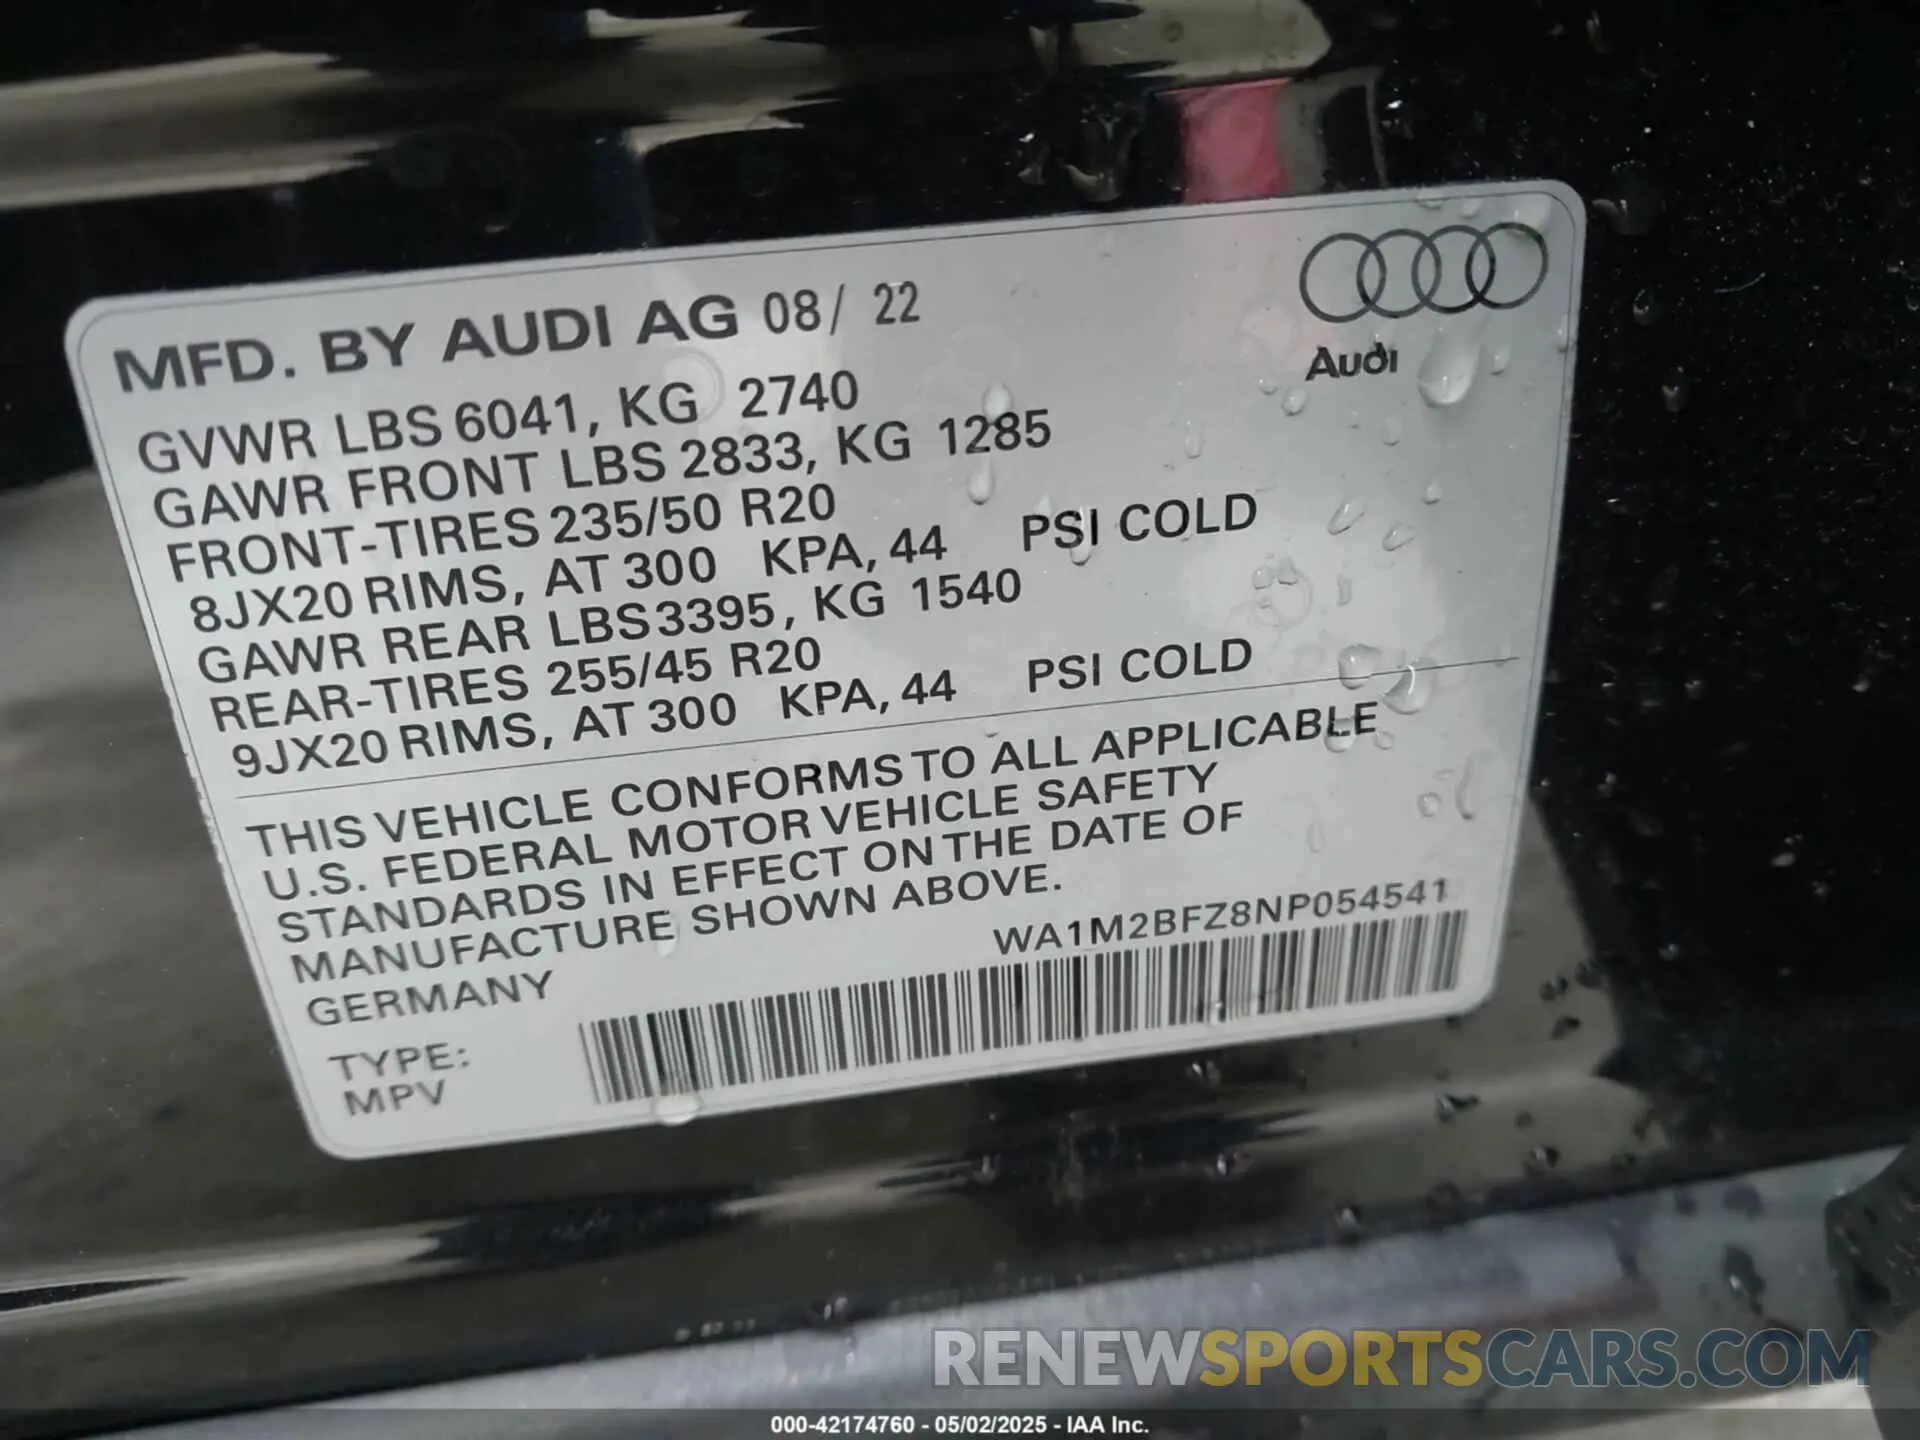 MFD. BY AUDI AG 08/ 22
Audi
GVWR LBS 6041, KG 2740
GAWR FRONT LBS 2833, KG 1285
FRONT-TIRES 235/50 R20
8JX20 RIMS, AT 300 KPA, 44 PSI COLD
GAWR REAR LBS3395, KG 1540
REAR-TIRES 255/45 R20
9JX20 RIMS, AT 300 KPA, 44 PSI COLD
THIS VEHICLE CONFORMS TO ALL APPLICABLE
U.S. FEDERAL MOTOR VEHICLE SAFETY
STANDARDS IN EFFECT ON THE DATE OF
MANUFACTURE SHOWN ABOVE.
WA1M2BFZ8NP054541
GERMANY
TYPE:
MPV
RENEWSPORTSCARS.COM
000-42174760 - 05/02/2025 - IAA Inc.